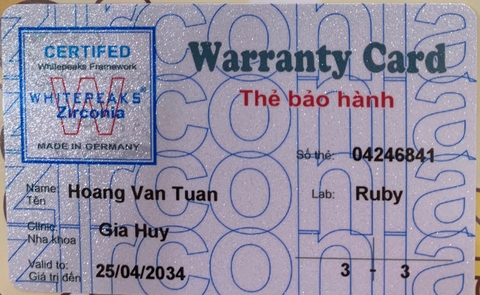 CERTIFED
Whitepeaks Framework
WHITEPEAKS®
Zirconia
MADE IN GERMANY
Warranty Card
Thẻ bảo hành
Số thẻ: 04246841
Name: Hoang Van Tuan
Tên
Lab: Ruby
Clinic: Gia Huy
Nha khoa
Valid to: 25/04/2034
Giá trị đến
3 - 3
zirconia